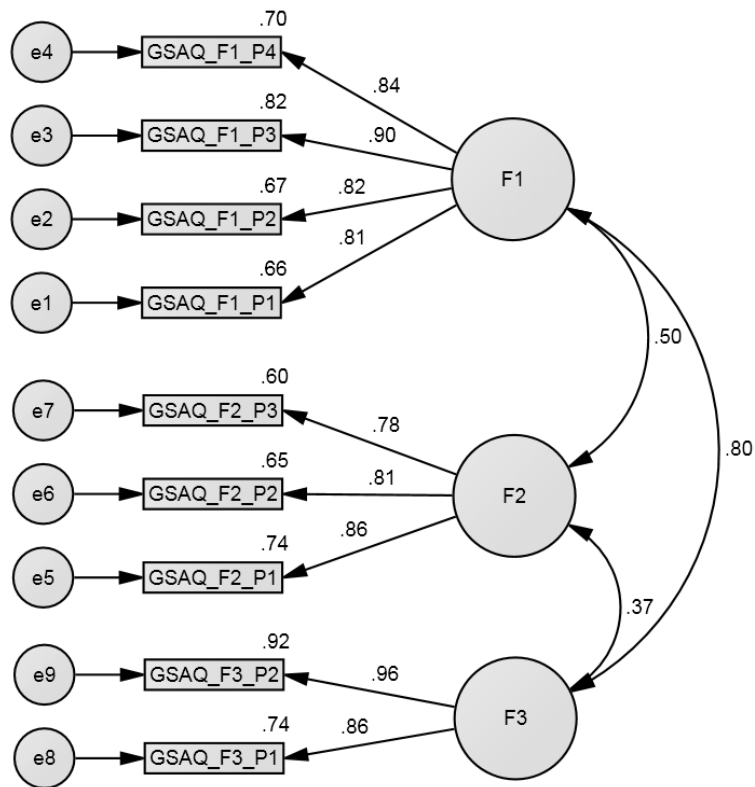 .70
e4 GSAQ_F1_P4
.84
.82
e3 GSAQ_F1_P3
.90
F1
.67
e2 GSAQ_F1_P2
.82
.81
.66
e1 GSAQ_F1_P1
.50
.60
e7 GSAQ_F2_P3
.78
.80
.65
e6 GSAQ_F2_P2
.81
F2
.74
e5 GSAQ_F2_P1
.86
.37
.92
e9 GSAQ_F3_P2
.96
F3
.74
e8 GSAQ_F3_P1
.86